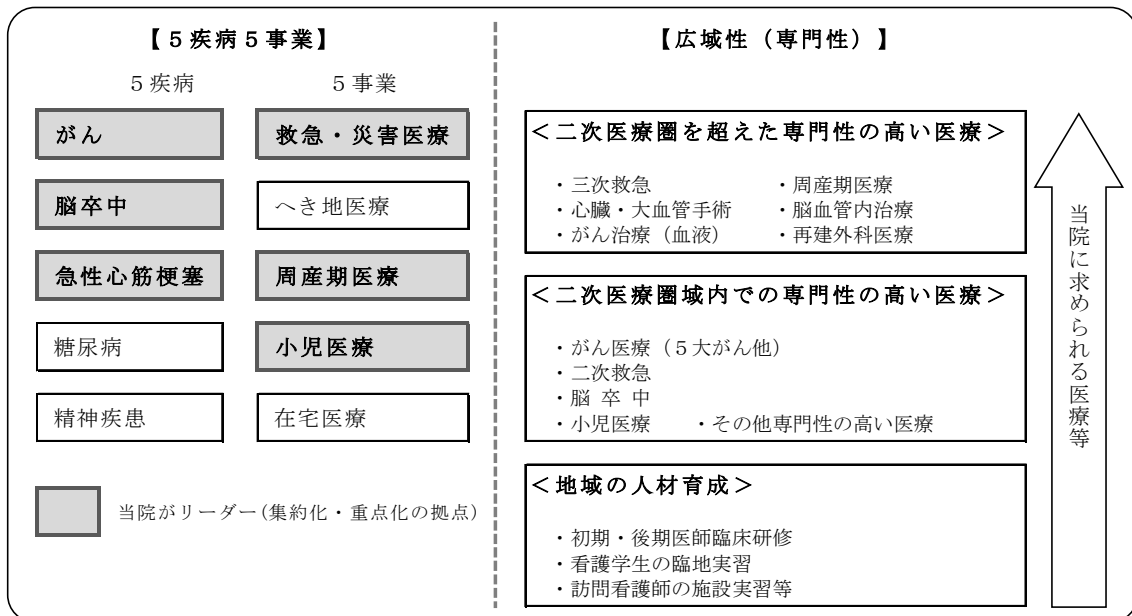 【５疾病５事業】
５疾病
５事業
がん
救急・災害医療
脳卒中
へき地医療
急性心筋梗塞
周産期医療
糖尿病
小児医療
精神疾患
在宅医療
当院がリーダー(集約化・重点化の拠点)
【広域性（専門性）】
＜二次医療圏を超えた専門性の高い医療＞
・三次救急　　　　　・周産期医療
・心臓・大血管手術　・脳血管内治療
・がん治療（血液）　・再建外科医療
＜二次医療圏域内での専門性の高い医療＞
・がん医療（５大がん他）
・二次救急
・脳 卒 中
・小児医療　　・その他専門性の高い医療
＜地域の人材育成＞
・初期・後期医師臨床研修
・看護学生の臨地実習
・訪問看護師の施設実習等
当院に求められる医療等